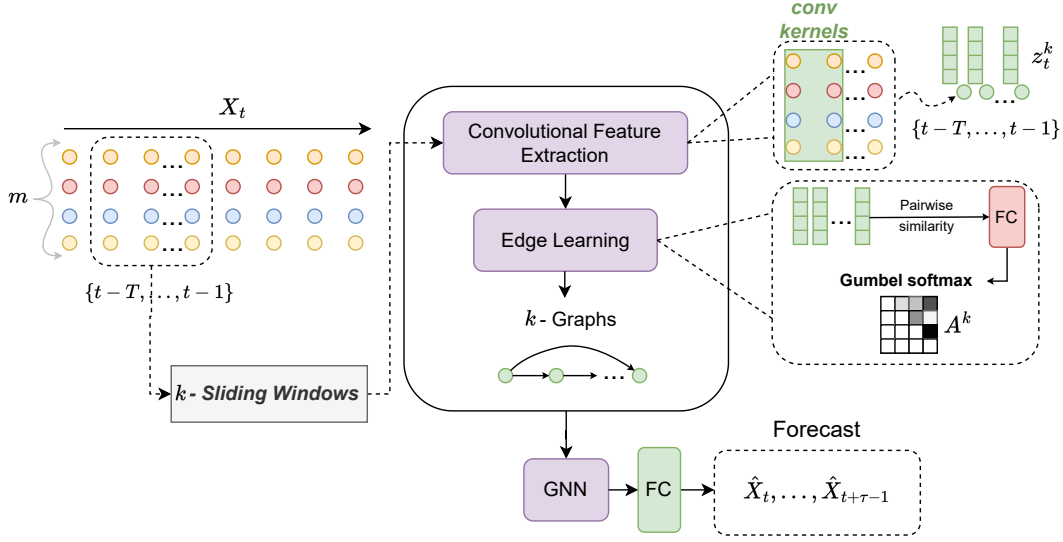 conv
kernels
z_t^k
{t − T, . . . , t − 1}
X_t
m
{t − T, . . . , t − 1}
k - Sliding Windows
Convolutional Feature
Extraction
Edge Learning
k - Graphs
Pairwise
similarity
FC
Gumbel softmax
A^k
GNN
FC
Forecast
X̂_t, . . . , X̂_{t+τ−1}